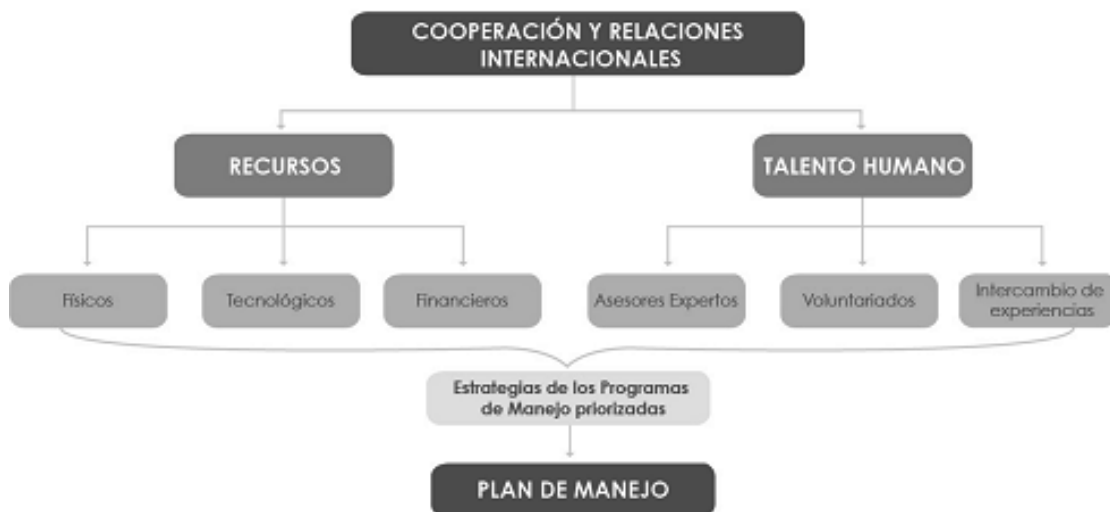 COOPERACIÓN Y RELACIONES
INTERNACIONALES
RECURSOS
TALENTO HUMANO
Físicos
Tecnológicos
Financieros
Asesores Expertos
Voluntariados
Intercambio de
experiencias
Estrategias de los Programas
de Manejo priorizadas
PLAN DE MANEJO